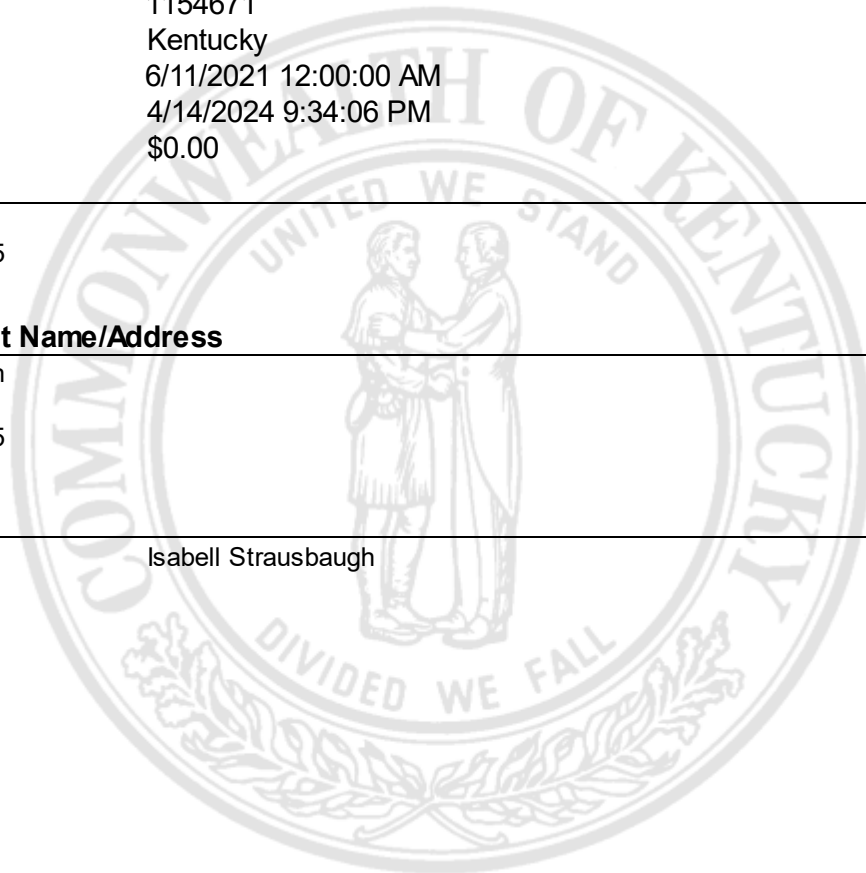 1154671
Kentucky
6/11/2021 12:00:00 AM
4/14/2024 9:34:06 PM
$0.00
COMMONWEALTH OF KENTUCKY
UNITED WE STAND
5
t Name/Address
5
Isabell Strausbaugh
DIVIDED WE FALL